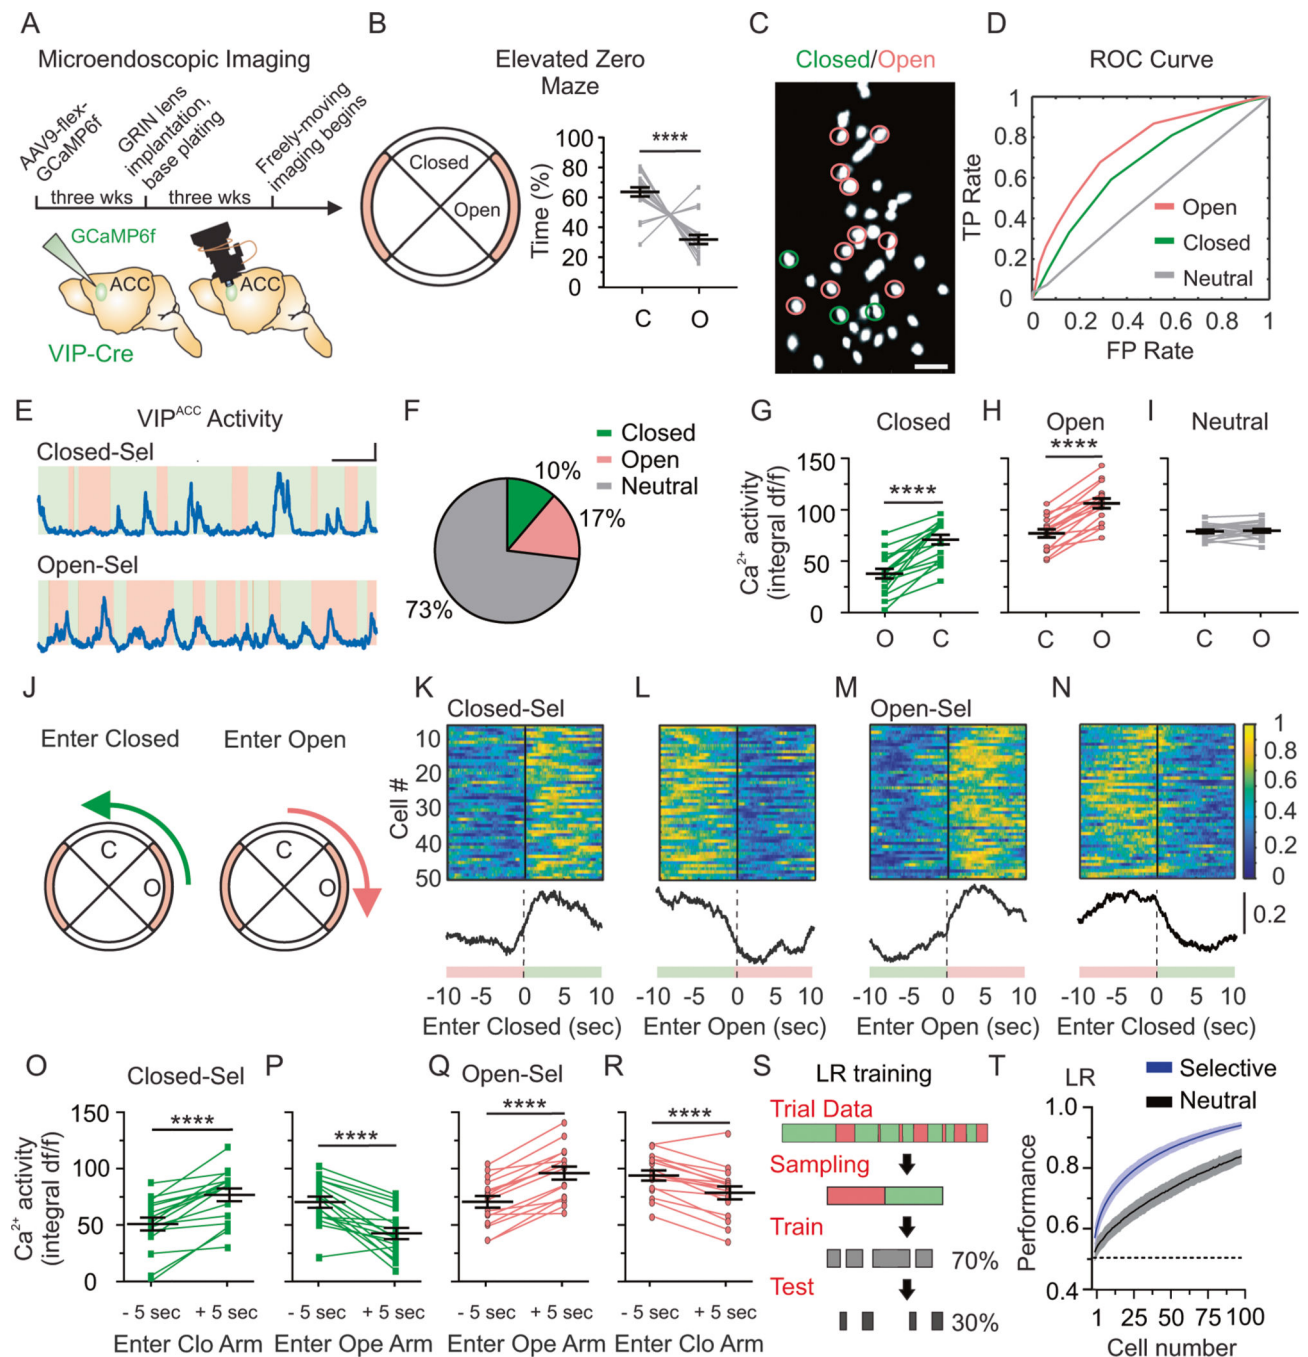 A
Microendoscopic Imaging
AAV9-flex-
GCaMP6f
GRIN lens
implantation,
base plating
Freely-moving
imaging begins
three wks
three wks
GCaMP6f
ACC
ACC
VIP-Cre
B
Elevated Zero
Maze
Closed
Open
Time (%)
100
80
60
40
20
0
****
C
O
C
Closed/Open
D
ROC Curve
TP Rate
1
0.8
0.6
0.4
0.2
0
Open
Closed
Neutral
0
0.2
0.4
0.6
0.8
1
FP Rate
E
VIPACC Activity
Closed-Sel
Open-Sel
F
Closed
Open
Neutral
10%
17%
73%
G
Closed
Ca2+ activity
(integral df/f)
150
100
50
0
****
O
C
H
Open
****
C
O
I
Neutral
C
O
J
Enter Closed
Enter Open
C
O
C
O
K
Closed-Sel
Cell #
10
20
30
40
50
-10 -5 0 5 10
Enter Closed (sec)
L
-10 -5 0 5 10
Enter Open (sec)
M
Open-Sel
-10 -5 0 5 10
Enter Open (sec)
N
1
0.8
0.6
0.4
0.2
0
0.2
-10 -5 0 5 10
Enter Closed (sec)
O
Closed-Sel
Ca2+ activity
(integral df/f)
150
100
50
0
****
- 5 sec + 5 sec
Enter Clo Arm
P
****
- 5 sec + 5 sec
Enter Ope Arm
Q
Open-Sel
****
- 5 sec + 5 sec
Enter Ope Arm
R
****
- 5 sec + 5 sec
Enter Clo Arm
S
LR training
Trial Data
Sampling
Train
70%
Test
30%
T
LR
Selective
Neutral
Performance
1.0
0.8
0.6
0.4
1 25 50 75 100
Cell number